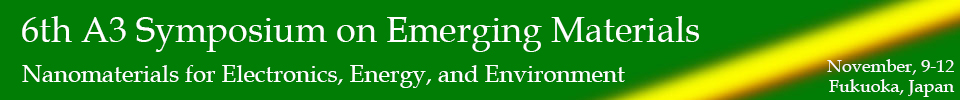 6th A3 Symposium on Emerging Materials
Nanomaterials for Electronics, Energy, and Environment
November, 9-12
Fukuoka, Japan